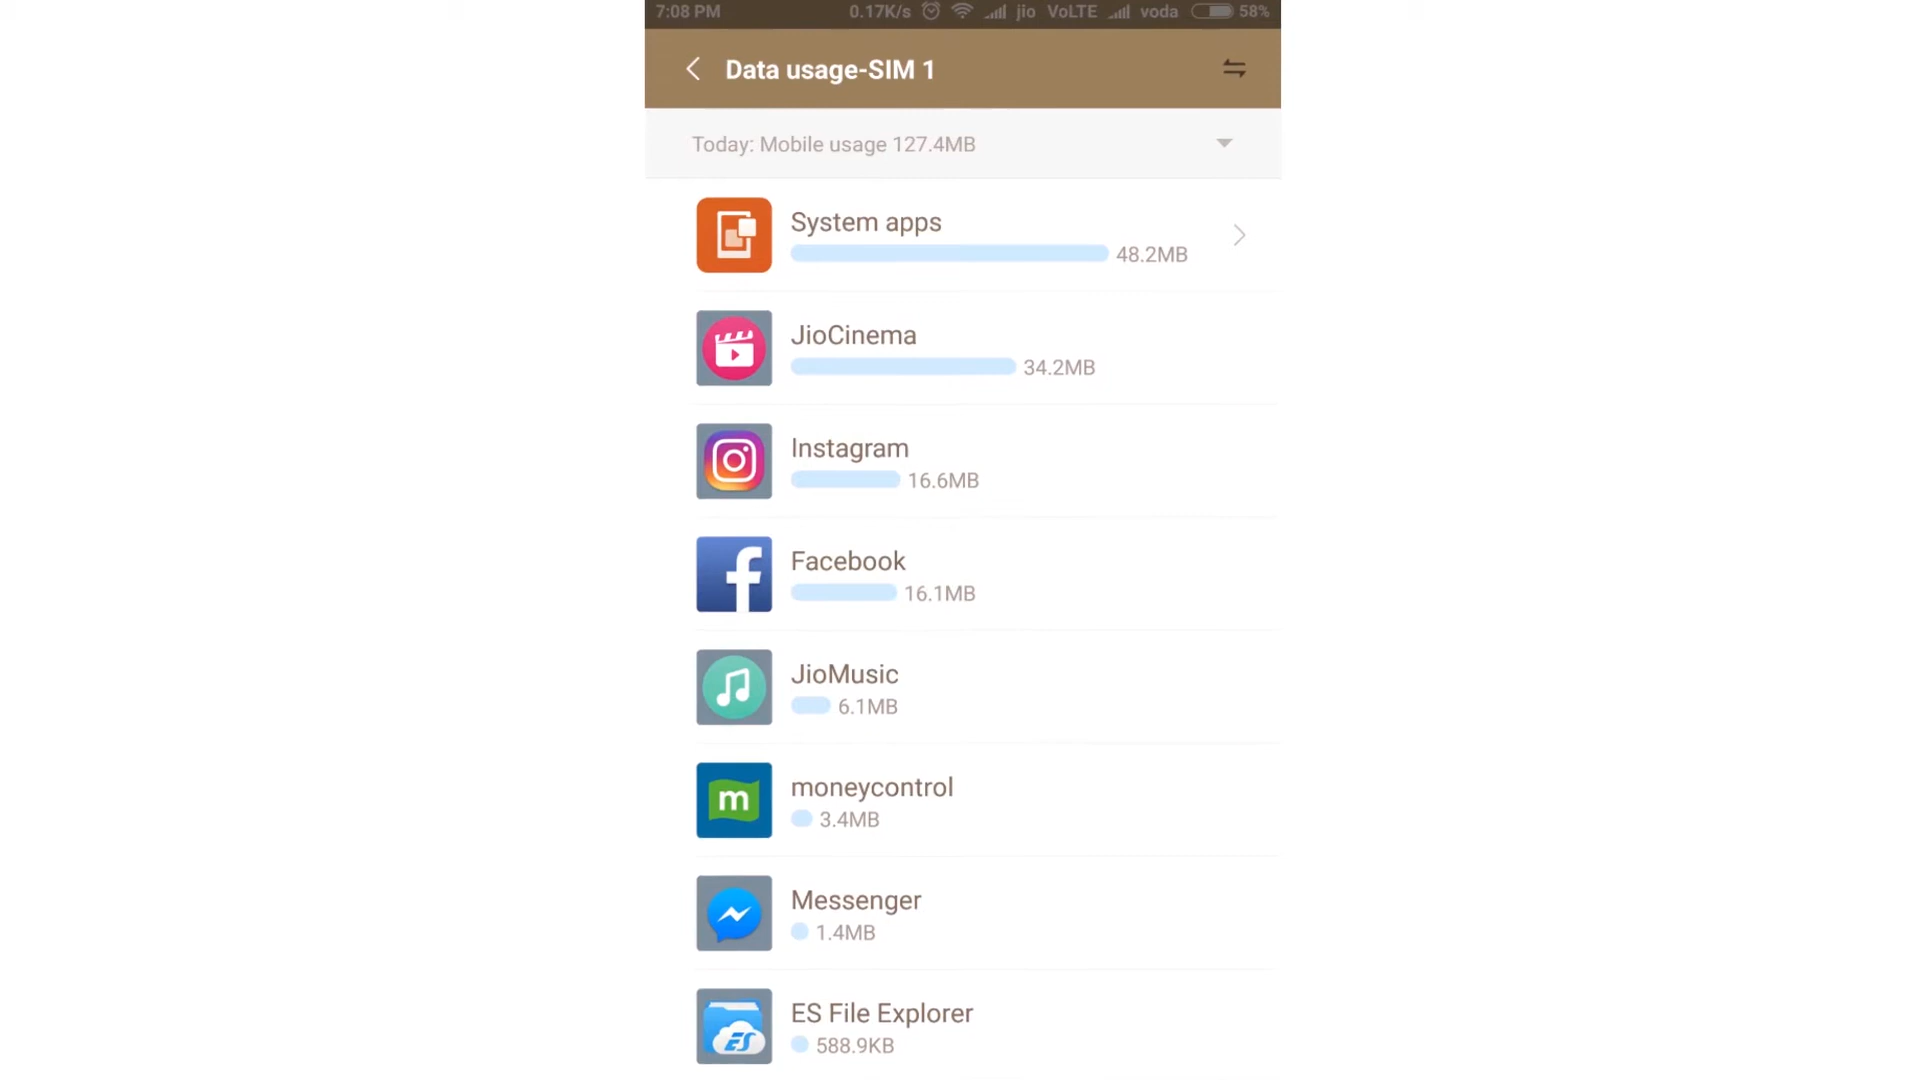 7:08 PM 0.17K/s jio VoLTE voda 58%
Data usage-SIM 1
Today: Mobile usage 127.4MB
System apps
48.2MB
JioCinema
34.2MB
Instagram
16.6MB
Facebook
16.1MB
JioMusic
6.1MB
m
moneycontrol
3.4MB
Messenger
1.4MB
ES
ES File Explorer
588.9KB